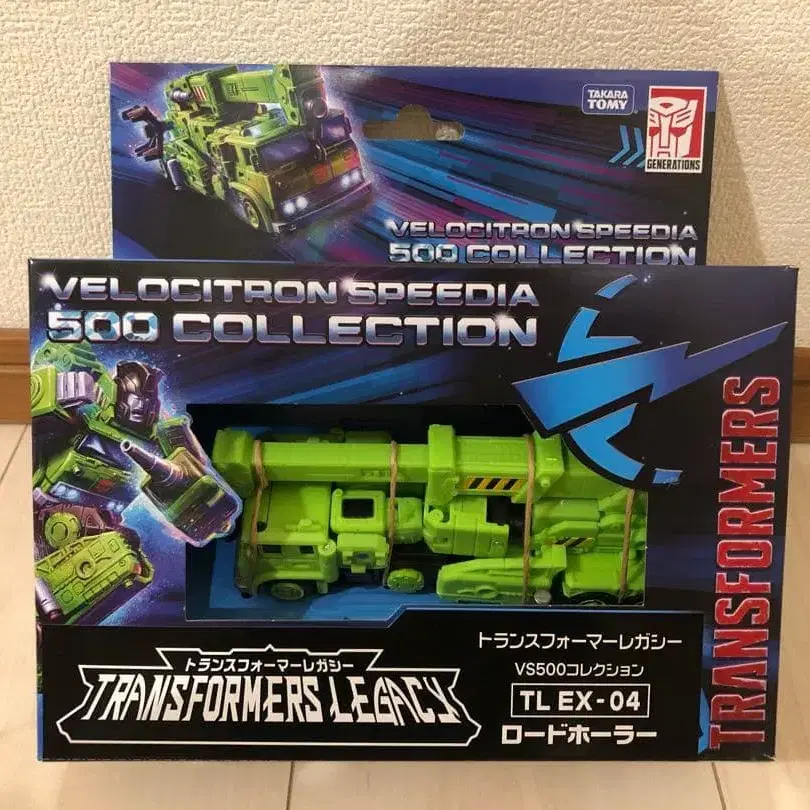 TAKARA
TOMY
GENERATIONS
VELOCITRON SPEEDIA
500 COLLECTION
VELOCITRON SPEEDIA
500 COLLECTION
TRANSFORMERS
トランスフォーマーレガシー
TRANSFORMERS LEGACY
トランスフォーマーレガシー
VS500コレクション
TL EX-04
ロードホーラー